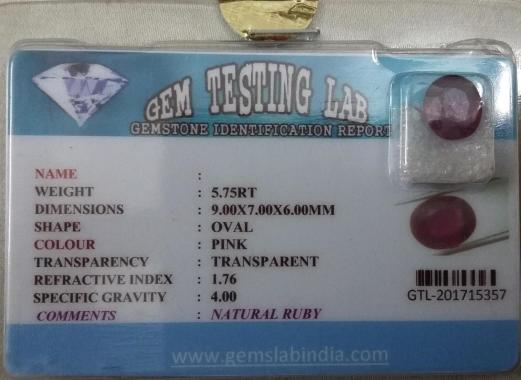 GEM TESTING LAB
GEMSTONE IDENTIFICATION REPORT
NAME :
WEIGHT : 5.75RT
DIMENSIONS : 9.00X7.00X6.00MM
SHAPE : OVAL
COLOUR : PINK
TRANSPARENCY : TRANSPARENT
REFRACTIVE INDEX : 1.76
SPECIFIC GRAVITY : 4.00
COMMENTS : NATURAL RUBY
GTL-201715357
www.gemslabindia.com